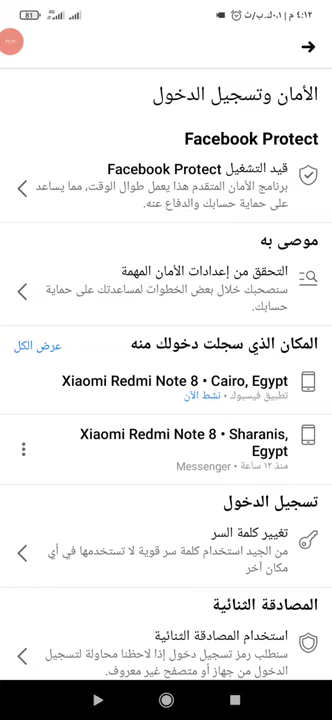 ٤:١٢ م | ٠.١ك.ب/ث
81
4G
الأمان وتسجيل الدخول
Facebook Protect
قيد التشغيل Facebook Protect
برنامج الأمان المتقدم هذا يعمل طوال الوقت، مما يساعد
على حماية حسابك والدفاع عنه.
موصى به
التحقق من إعدادات الأمان المهمة
سنصحبك خلال بعض الخطوات لمساعدتك على حماية
حسابك.
المكان الذي سجلت دخولك منه
عرض الكل
Xiaomi Redmi Note 8 • Cairo, Egypt
تطبيق فيسبوك • نشط الآن
Xiaomi Redmi Note 8 • Sharanis,
Egypt
Messenger • منذ ١٢ ساعة
تسجيل الدخول
تغيير كلمة السر
من الجيد استخدام كلمة سر قوية لا تستخدمها في أي
مكان آخر
المصادقة الثنائية
استخدام المصادقة الثنائية
سنطلب رمز تسجيل دخول إذا لاحظنا محاولة لتسجيل
الدخول من جهاز أو متصفح غير معروف.